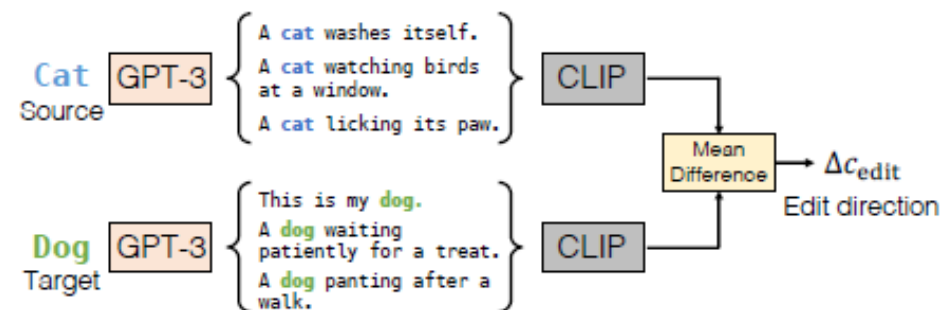 Cat
Source
GPT-3
A cat washes itself.
A cat watching birds
at a window.
A cat licking its paw.
CLIP
Mean
Difference
Δc_edit
Edit direction
Dog
Target
GPT-3
This is my dog.
A dog waiting
patiently for a treat.
A dog panting after a
walk.
CLIP